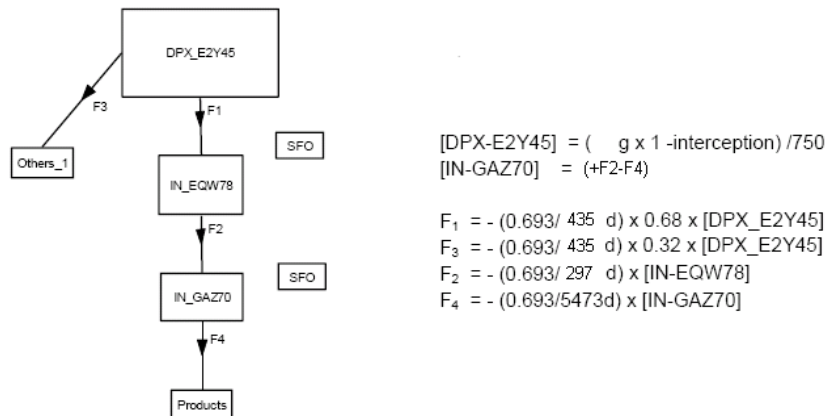 DPX_E2Y45
F3
F1
Others_1
SFO
IN_EQW78
F2
SFO
IN_GAZ70
F4
Products
[DPX-E2Y45] = ( g x 1 -interception) /750
[IN-GAZ70] = (+F2-F4)
F₁ = - (0.693/ 435 d) x 0.68 x [DPX_E2Y45]
F₃ = - (0.693/ 435 d) x 0.32 x [DPX_E2Y45]
F₂ = - (0.693/ 297 d) x [IN-EQW78]
F₄ = - (0.693/5473d) x [IN-GAZ70]